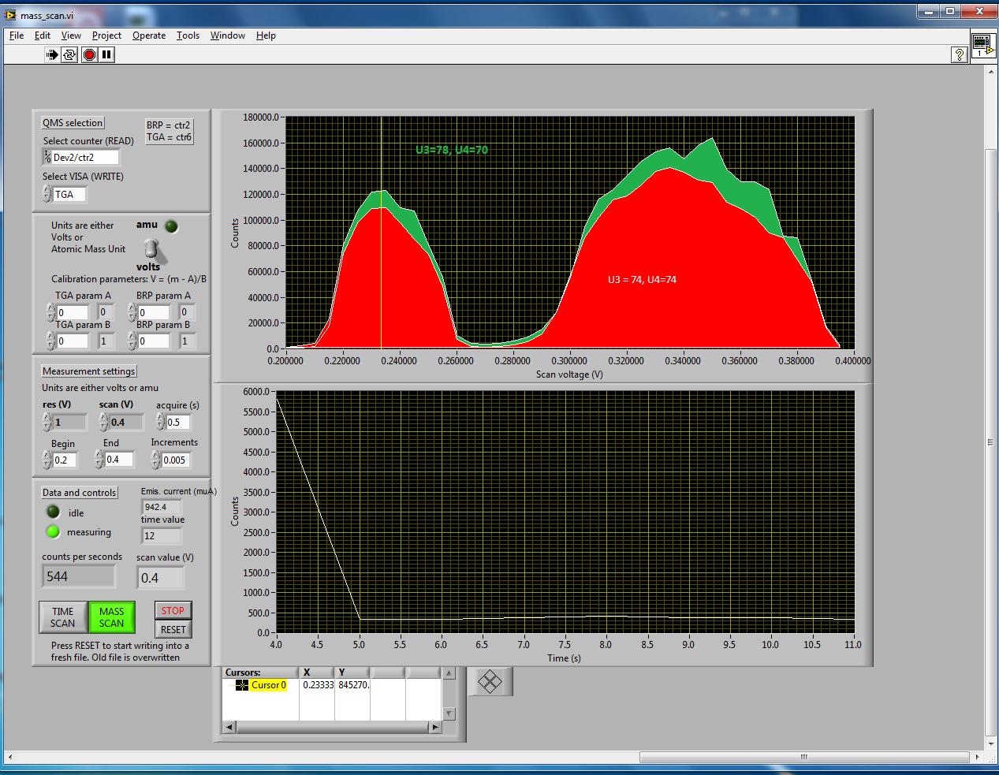 mass_scan.vi
File Edit View Project Operate Tools Window Help
1
QMS selection
BRP = ctr2
TGA = ctr6
Select counter (READ)
Dev2/ctr2
Select VISA (WRITE)
TGA
Units are either
Volts or
Atomic Mass Unit
amu
volts
Calibration parameters: V = (m - A)/B
TGA param A BRP param A
0 0 0 0
TGA param B BRP param B
0 1 0 1
Measurement settings
Units are either volts or amu
res (V) scan (V) acquire (s)
1 0.4 0.5
Begin End Increments
0.2 0.4 0.005
Data and controls
Emis. current (muA)
idle
942.4
time value
measuring
12
counts per seconds scan value (V)
544 0.4
TIME SCAN
MASS SCAN
STOP
RESET
Press RESET to start writing into a
fresh file. Old file is overwritten
180000.0
160000.0
140000.0
120000.0
100000.0
80000.0
60000.0
40000.0
20000.0
0.0
Counts
U3=78, U4=70
U3 = 74, U4=74
0.200000 0.220000 0.240000 0.260000 0.280000 0.300000 0.320000 0.340000 0.360000 0.380000 0.400000
Scan voltage (V)
6000.0
5500.0
5000.0
4500.0
4000.0
3500.0
3000.0
2500.0
2000.0
1500.0
1000.0
500.0
0.0
Counts
4.0 4.5 5.0 5.5 6.0 6.5 7.0 7.5 8.0 8.5 9.0 9.5 10.0 10.5 11.0
Time (s)
Cursors: X Y
Cursor 0 0.23333 845270.